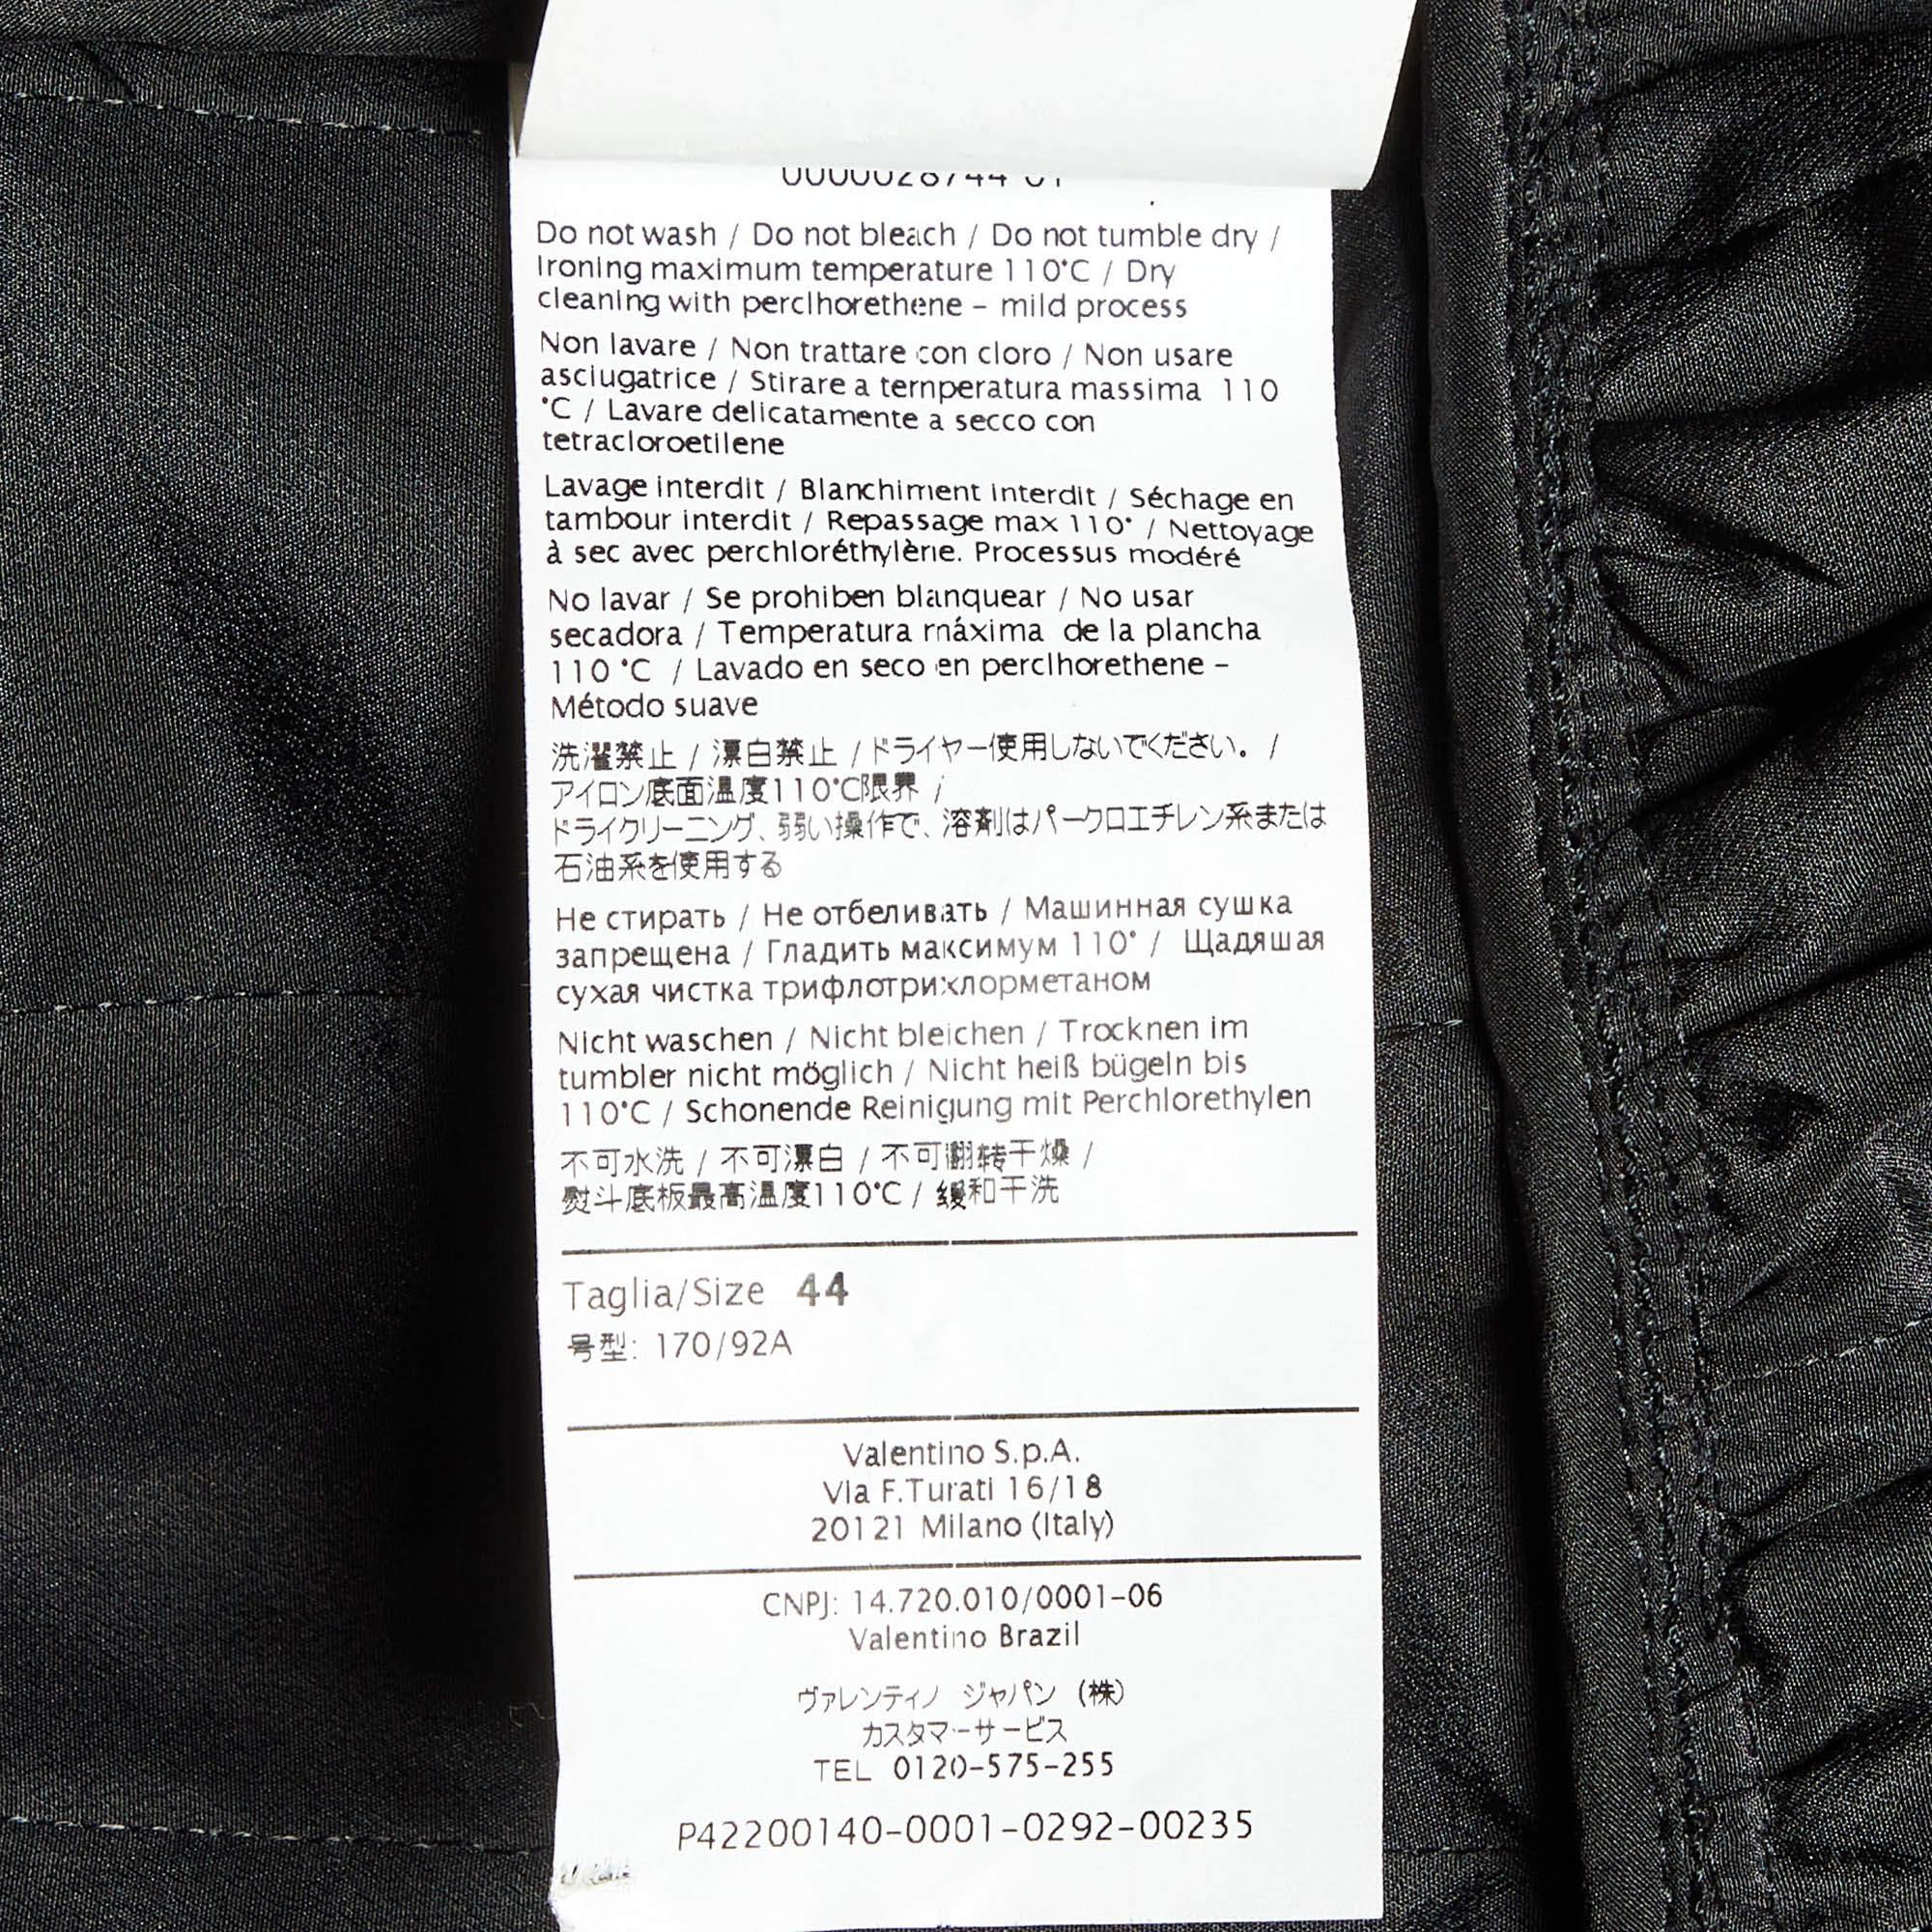 Do not wash / Do not bleach / Do not tumble dry /
Ironing maximum temperature 110°C / Dry
cleaning with perclhorethene – mild process
Non lavare / Non trattare con cloro / Non usare
asciugatrice / Stirare a temperatura massima 110
°C / Lavare delicatamente a secco con
tetracloroetilene
Lavage interdit / Blanchiment interdit / Séchage en
tambour interdit / Repassage max 110° / Nettoyage
à sec avec perchloréthylène. Processus modéré
No lavar / Se prohiben blanquear / No usar
secadora / Temperatura máxima de la plancha
110 °C / Lavado en seco en perclhorethene –
Método suave
洗濯禁止 / 漂白禁止 / ドライヤー使用しないでください。 /
アイロン底面温度110°C限界 /
ドライクリーニング、弱い操作で、溶剤はパークロエチレン系または
石油系を使用する
Не стирать / Не отбеливать / Машинная сушка
запрещена / Гладить максимум 110° / Щадяшая
сухая чистка трифлотрихлорметаном
Nicht waschen / Nicht bleichen / Trocknen im
tumbler nicht möglich / Nicht heiß bügeln bis
110°C / Schonende Reinigung mit Perchlorethylen
不可水洗 / 不可漂白 / 不可翻转干燥 /
熨斗底板最高温度110°C / 缓和干洗
Taglia/Size 44
号型: 170/92A
Valentino S.p.A.
Via F.Turati 16/18
20121 Milano (Italy)
CNPJ: 14.720.010/0001-06
Valentino Brazil
ヴァレンティノ ジャパン (株)
カスタマーサービス
TEL 0120-575-255
P42200140-0001-0292-00235